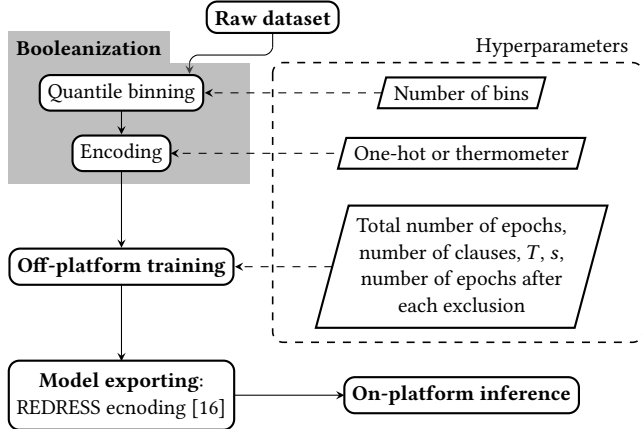 Raw dataset
Booleanization
Hyperparameters
Quantile binning
Number of bins
Encoding
One-hot or thermometer
Total number of epochs,
number of clauses, T, s,
number of epochs after
each exclusion
Off-platform training
Model exporting:
REDRESS ecnoding [16]
On-platform inference